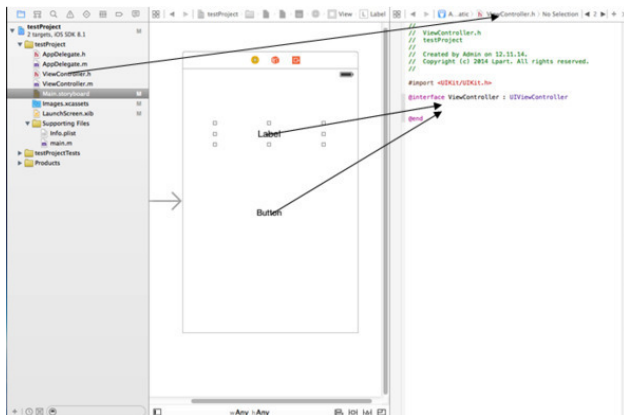 testProject
View
Label
A...atic
ViewController.h
No Selection
2
testProject
2 targets, iOS SDK 8.1
M
testProject
AppDelegate.h
AppDelegate.m
ViewController.h
ViewController.m
Main.storyboard
M
Images.xcassets
M
LaunchScreen.xib
M
Supporting Files
Info.plist
main.m
testProjectTests
Products
Label
Button
wAny hAny
//
// ViewController.h
// testProject
//
// Created by Admin on 12.11.14.
// Copyright (c) 2014 Lpart. All rights reserved.
//
#import <UIKit/UIKit.h>
@interface ViewController : UIViewController
@end